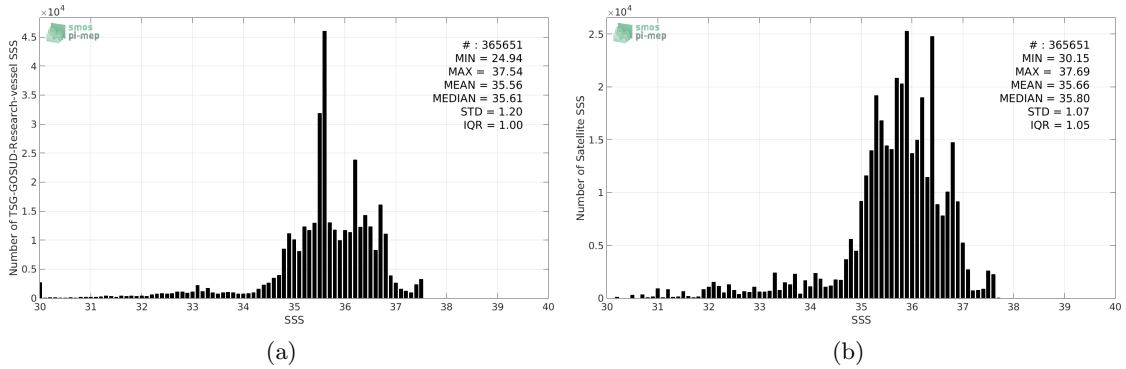 ×10⁴
smos
pi-mep
# : 365651
MIN = 24.94
MAX = 37.54
MEAN = 35.56
MEDIAN = 35.61
STD = 1.20
IQR = 1.00
Number of TSG-GOSUD-Research-vessel SSS
4.5
4
3.5
3
2.5
2
1.5
1
0.5
0
30 31 32 33 34 35 36 37 38 39 40
SSS
(a)
×10⁴
smos
pi-mep
# : 365651
MIN = 30.15
MAX = 37.69
MEAN = 35.66
MEDIAN = 35.80
STD = 1.07
IQR = 1.05
Number of Satellite SSS
2.5
2
1.5
1
0.5
0
30 31 32 33 34 35 36 37 38 39 40
SSS
(b)